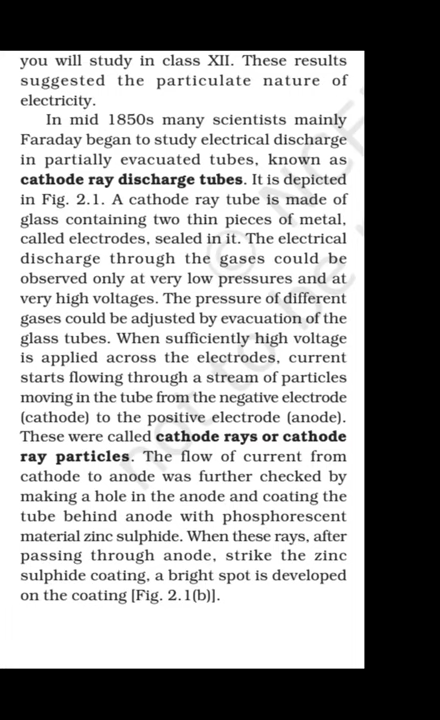 you will study in class XII. These results
suggested the particulate nature of
electricity.
In mid 1850s many scientists mainly
Faraday began to study electrical discharge
in partially evacuated tubes, known as
cathode ray discharge tubes. It is depicted
in Fig. 2.1. A cathode ray tube is made of
glass containing two thin pieces of metal,
called electrodes, sealed in it. The electrical
discharge through the gases could be
observed only at very low pressures and at
very high voltages. The pressure of different
gases could be adjusted by evacuation of the
glass tubes. When sufficiently high voltage
is applied across the electrodes, current
starts flowing through a stream of particles
moving in the tube from the negative electrode
(cathode) to the positive electrode (anode).
These were called cathode rays or cathode
ray particles. The flow of current from
cathode to anode was further checked by
making a hole in the anode and coating the
tube behind anode with phosphorescent
material zinc sulphide. When these rays, after
passing through anode, strike the zinc
sulphide coating, a bright spot is developed
on the coating [Fig. 2.1(b)].